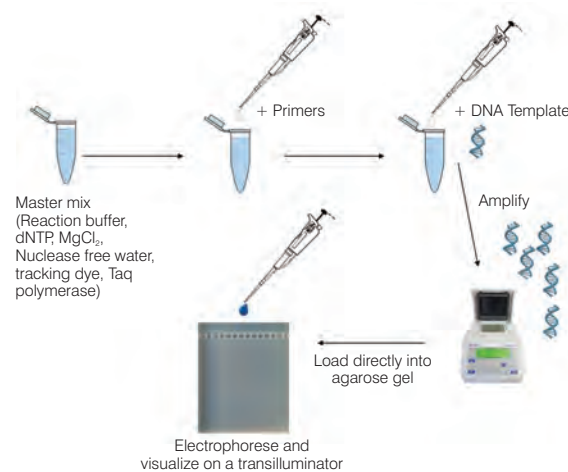 + Primers
+ DNA Template
Master mix
(Reaction buffer,
dNTP, MgCl₂,
Nuclease free water,
tracking dye, Taq
polymerase)
Amplify
Load directly into
agarose gel
Electrophorese and
visualize on a transilluminator